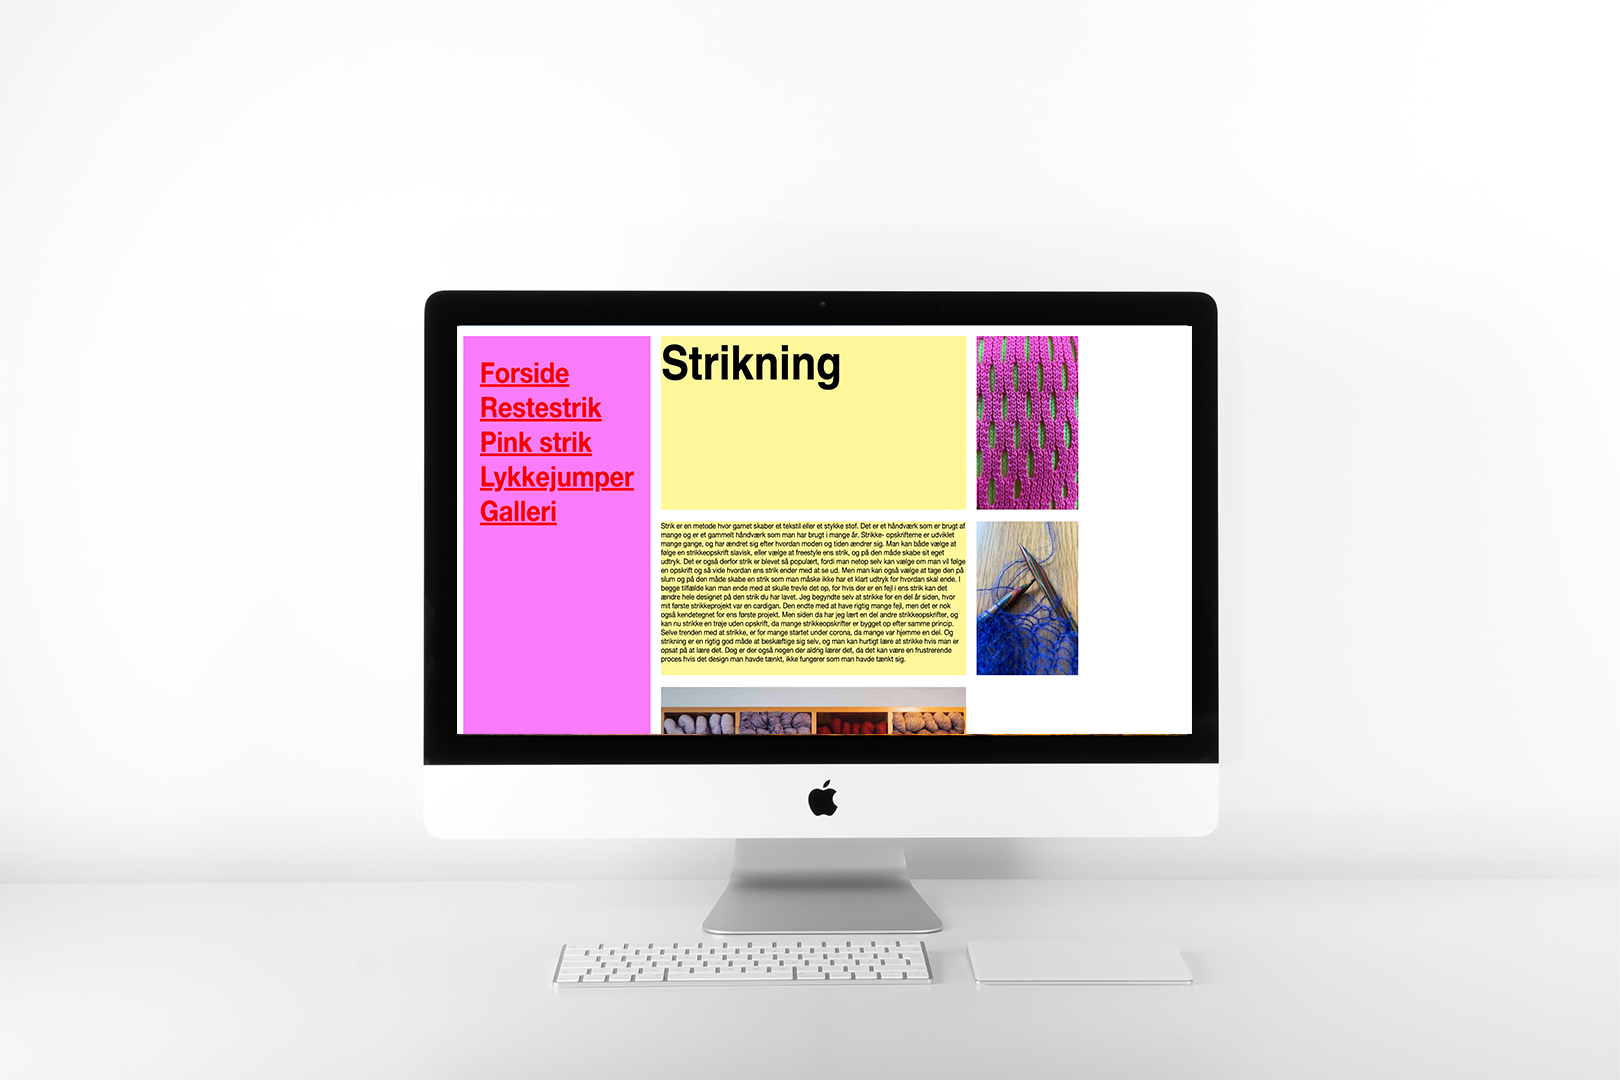 Forside
Restestrik
Pink strik
Lykkejumper
Galleri
Strikning
Strik er en metode hvor garnet skaber et tekstil eller et stykke stof. Det er et håndværk som er brugt af
mange og er et gammelt håndværk som man har brugt i mange år. Strikke- opskrifterne er udviklet
mange gange, og har ændret sig efter hvordan moden og tiden ændrer sig. Man kan både vælge at
følge en strikkeopskrift slavisk, eller vælge at freestyle ens strik, og på den måde skabe sit eget
udtryk. Det er også derfor strik er blevet så populært, fordi man netop selv kan vælge om man vil følge
en opskrift og så vide hvordan ens strik ender med at se ud. Men man kan også vælge at tage den på
slum og på den måde skabe en strik som man måske ikke har et klart udtryk for hvordan skal ende. I
begge tilfælde kan man ende med at skulle trevle det op, for hvis der er en fejl i ens strik kan det
ændre hele designet på den strik du har lavet. Jeg begyndte selv at strikke for en del år siden, hvor
mit første strikkeprojekt var en cardigan. Den endte med at have rigtig mange fejl, men det er nok
også kendetegnet for ens første projekt. Men siden da har jeg lært en del andre strikkeopskrifter, og
kan nu strikke en trøje uden opskrift, da mange strikkeopskrifter er bygget op efter samme princip.
Selve trenden med at strikke, er for mange startet under corona, da mange var hjemme en del. Og
strikning er en rigtig god måde at beskæftige sig selv, og man kan hurtigt lære at strikke hvis man er
opsat på at lære det. Dog er der også nogen der aldrig lærer det, da det kan være en frustrerende
proces hvis det design man havde tænkt, ikke fungerer som man havde tænkt sig.